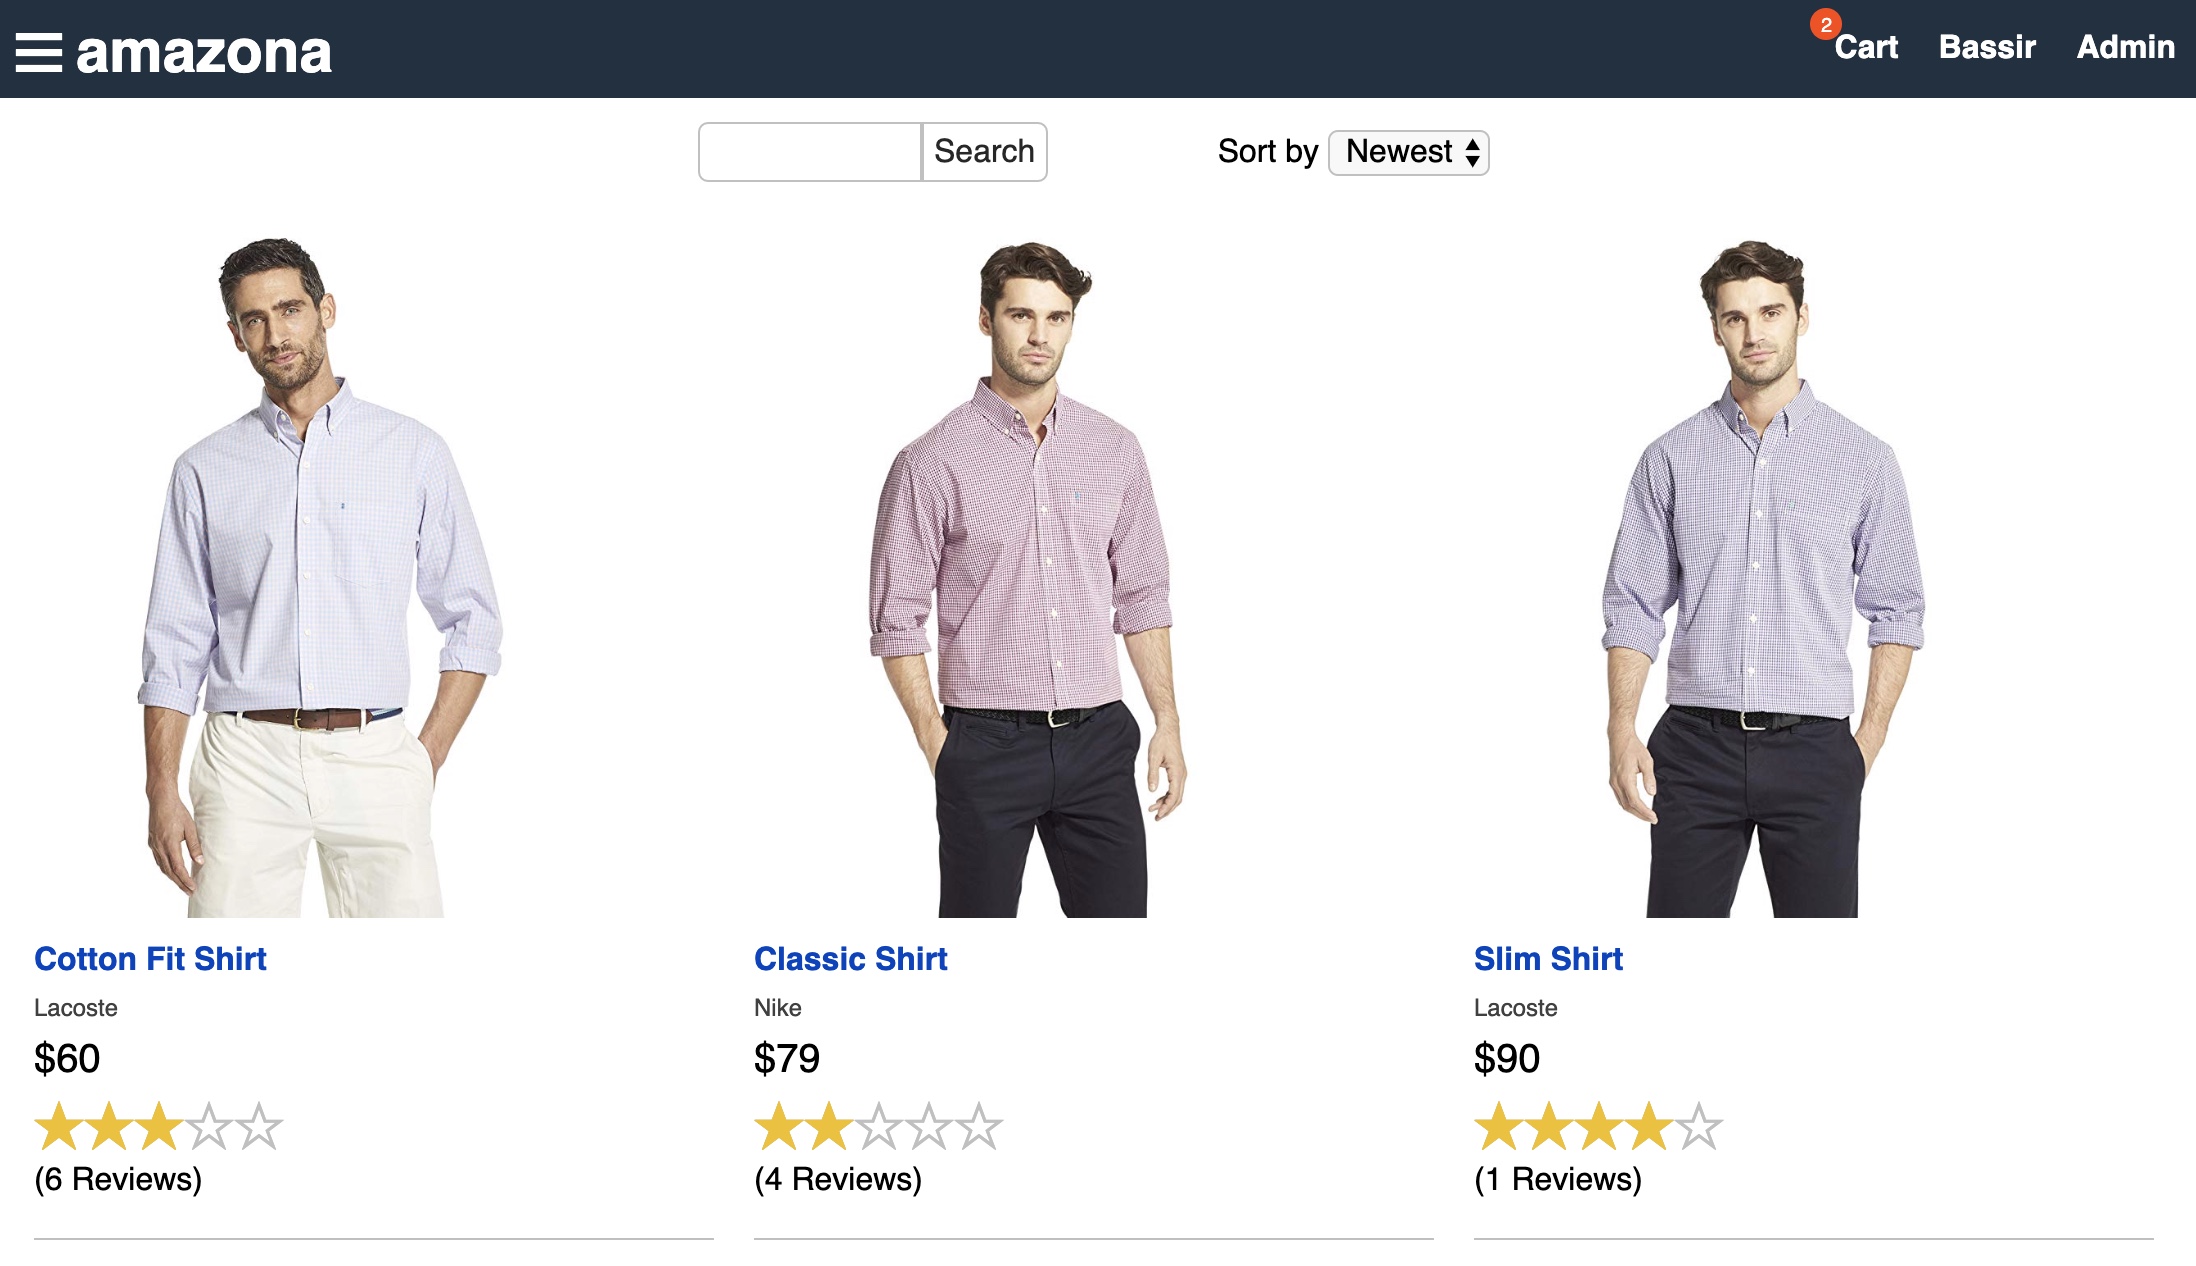 amazona
2
Cart Bassir Admin
Search Sort by Newest
Cotton Fit Shirt
Lacoste
$60
(6 Reviews)
Classic Shirt
Nike
$79
(4 Reviews)
Slim Shirt
Lacoste
$90
(1 Reviews)